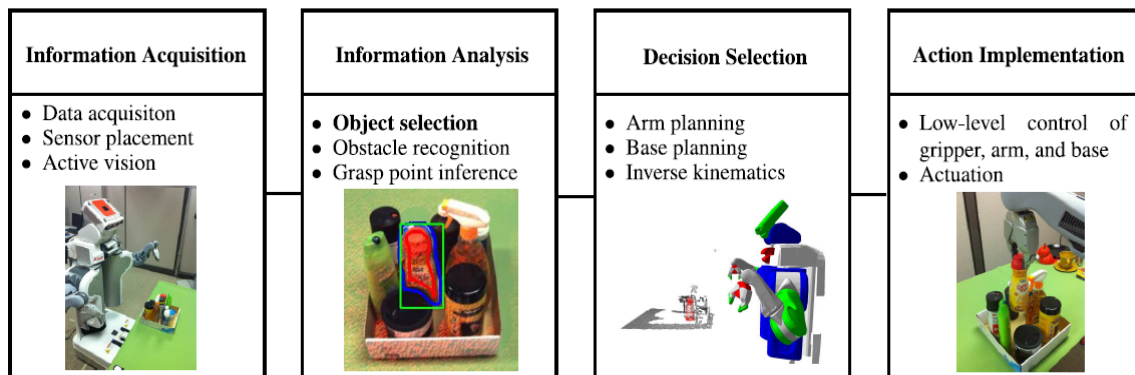 Information Acquisition
• Data acquisiton
• Sensor placement
• Active vision
Information Analysis
• Object selection
• Obstacle recognition
• Grasp point inference
Decision Selection
• Arm planning
• Base planning
• Inverse kinematics
Action Implementation
• Low-level control of
gripper, arm, and base
• Actuation